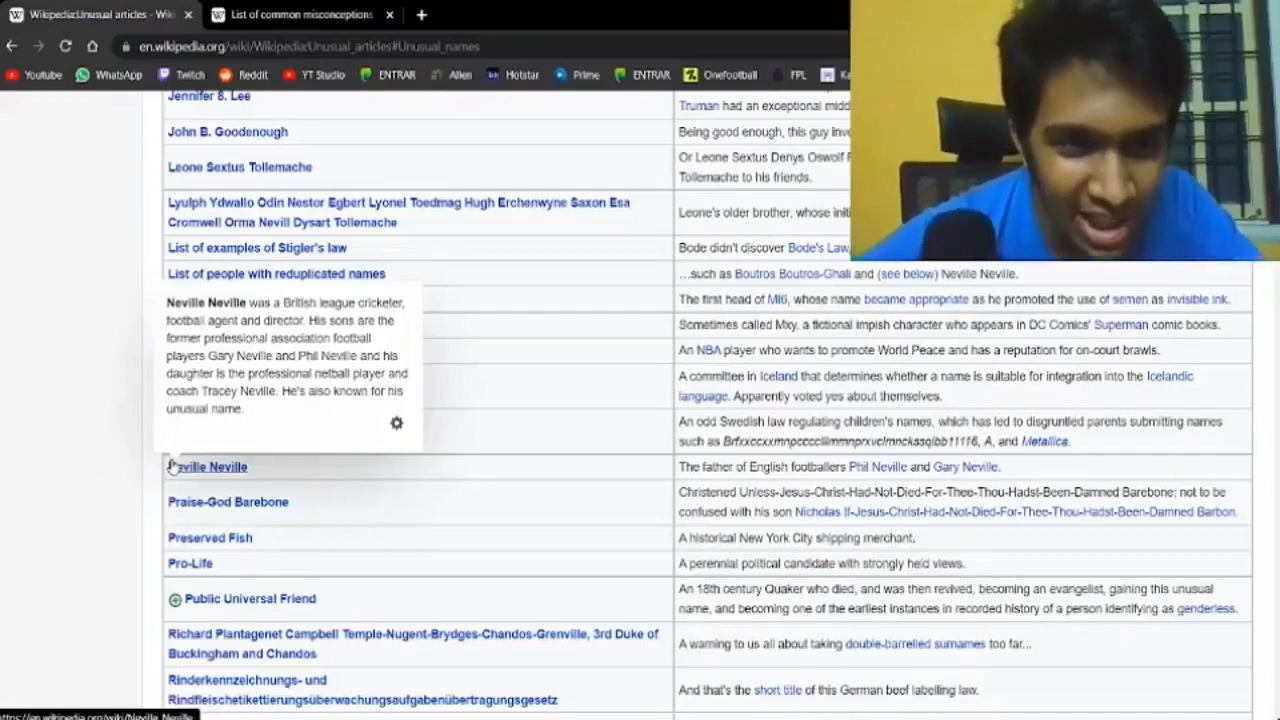 Wikipedia:Unusual articles - Wiki
List of common misconceptions
en.wikipedia.org/wiki/Wikipedia:Unusual_articles#Unusual_names
Youtube
WhatsApp
Twitch
Reddit
YT Studio
ENTRAR
Allen
Hotstar
Prime
ENTRAR
Onefootball
FPL
Jennifer 8. Lee
Truman had an exceptional
John B. Goodenough
Being good enough, this guy
Leone Sextus Tollemache
Or Leone Sextus Denys Oswolf
Tollemache to his friends.
Lyulph Ydwallo Odin Nestor Egbert Lyonel Toedmag Hugh Erchenwyne Saxon Esa
Cromwell Orma Nevill Dysart Tollemache
Leone's older brother, whose
List of examples of Stigler's law
Bode didn't discover Bode's Law,
List of people with reduplicated names
...such as Boutros Boutros-Ghali and (see below) Neville Neville.
Neville Neville was a British league cricketer,
football agent and director. His sons are the
former professional association football
players Gary Neville and Phil Neville and his
daughter is the professional netball player and
coach Tracey Neville. He's also known for his
unusual name.
The first head of MI6, whose name became appropriate as he promoted the use of semen as invisible ink.
Sometimes called Mxy, a fictional impish character who appears in DC Comics' Superman comic books.
An NBA player who wants to promote World Peace and has a reputation for on-court brawls.
A committee in Iceland that determines whether a name is suitable for integration into the Icelandic
language. Apparently voted yes about themselves.
An odd Swedish law regulating children's names, which has led to disgruntled parents submitting names
such as A, and Metallica.
Neville Neville
The father of English footballers Phil Neville and Gary Neville.
Praise-God Barebone
Christened Unless-Jesus-Christ-Had-Not-Died-For-Thee-Thou-Hadst-Been-Damned Barebone; not to be
confused with his son Nicholas If-Jesus-Christ-Had-Not-Died-For-Thee-Thou-Hadst-Been-Damned Barbon.
Preserved Fish
A historical New York City shipping merchant.
Pro-Life
A perennial political candidate with strongly held views.
Public Universal Friend
An 18th century Quaker who died, and was then revived, becoming an evangelist, gaining this unusual
name, and becoming one of the earliest instances in recorded history of a person identifying as genderless.
Richard Plantagenet Campbell Temple-Nugent-Brydges-Chandos-Grenville, 3rd Duke of
Buckingham and Chandos
A warning to us all about taking double-barrelled surnames too far...
Rinderkennzeichnungs- und
Rindfleischetikettierungsüberwachungsaufgabenübertragungsgesetz
And that's the short title of this German beef labelling law.
https://en.wikipedia.org/wiki/Neville_Neville